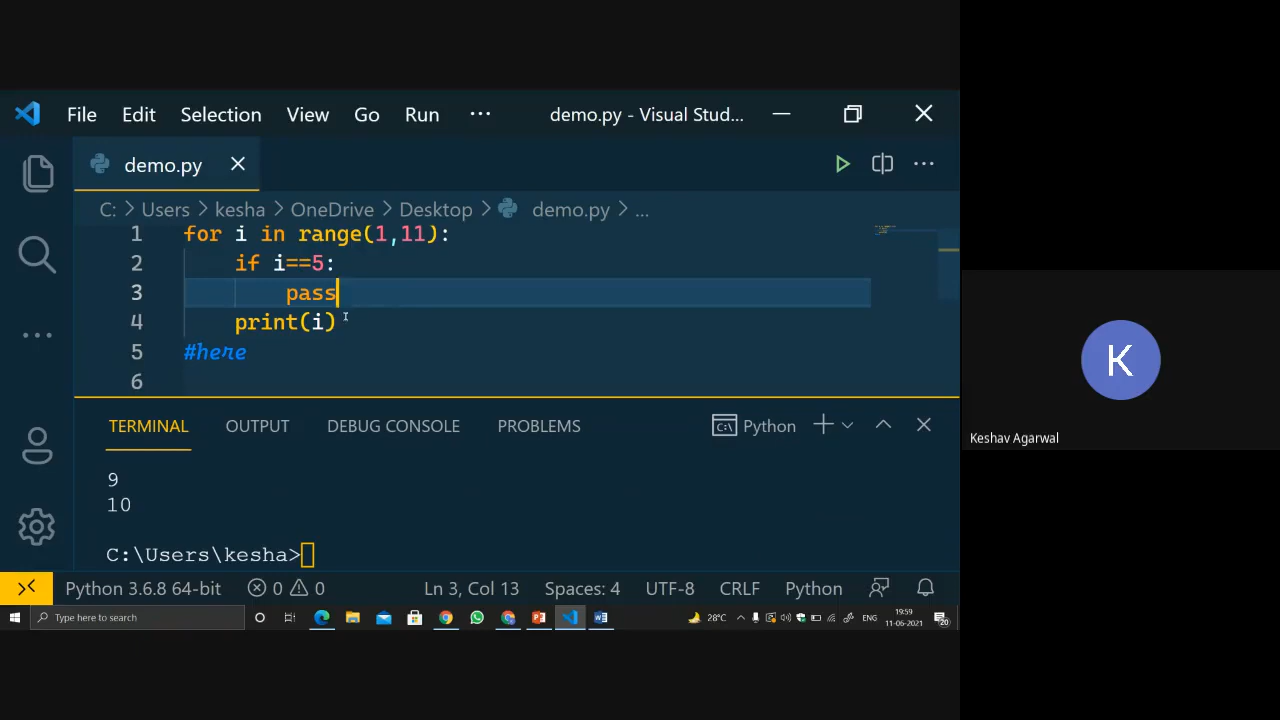 File Edit Selection View Go Run ··· demo.py - Visual Stud...
demo.py
C: > Users > kesha > OneDrive > Desktop > demo.py > ...
1 for i in range(1,11):
2 if i==5:
3 pass
4 print(i)
5 #here
6
TERMINAL OUTPUT DEBUG CONSOLE PROBLEMS Python
9
10
C:\Users\kesha>
Python 3.6.8 64-bit 0 0 Ln 3, Col 13 Spaces: 4 UTF-8 CRLF Python
Type here to search 28°C ENG 19:59
11-06-2021 20
K
Keshav Agarwal